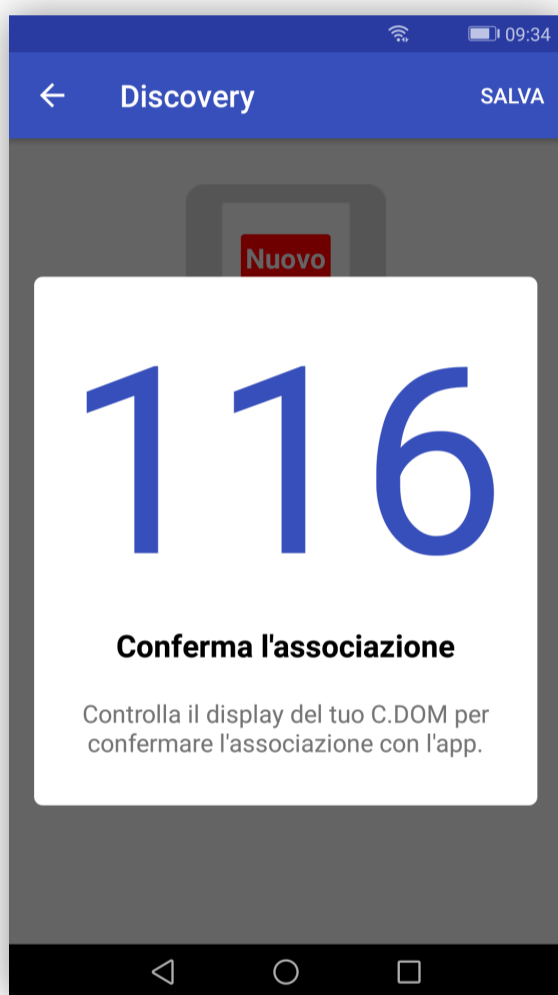 09:34
Discovery
SALVA
Nuovo
116
Conferma l'associazione
Controlla il display del tuo C.DOM per
confermare l'associazione con l'app.